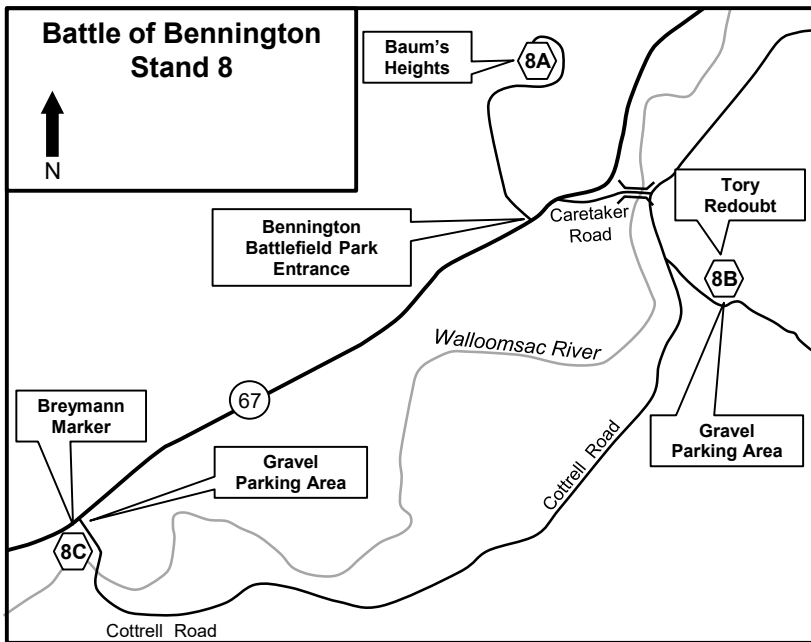 Battle of Bennington
Stand 8
N
Baum's
Heights
8A
Tory
Redoubt
Caretaker
Road
Bennington
Battlefield Park
Entrance
8B
Walloomsac River
67
Breymann
Marker
Gravel
Parking Area
Cottrell Road
Gravel
Parking Area
8C
Cottrell Road